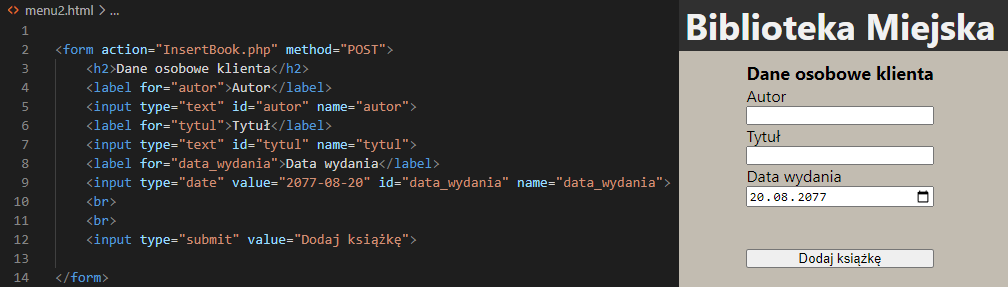 menu2.html > ...
1
2 <form action="InsertBook.php" method="POST">
3 <h2>Dane osobowe klienta</h2>
4 <label for="autor">Autor</label>
5 <input type="text" id="autor" name="autor">
6 <label for="tytul">Tytuł</label>
7 <input type="text" id="tytul" name="tytul">
8 <label for="data_wydania">Data wydania</label>
9 <input type="date" value="2077-08-20" id="data_wydania" name="data_wydania">
10 <br>
11 <br>
12 <input type="submit" value="Dodaj książkę">
13
14 </form>
Biblioteka Miejska
Dane osobowe klienta
Autor
Tytuł
Data wydania
20.08.2077
Dodaj książkę